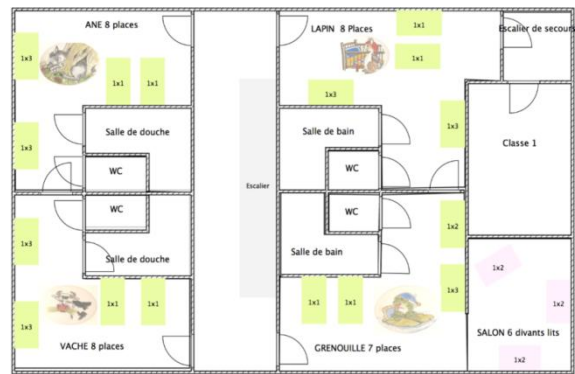 ANE 8 places
1x3
1x1
1x1
1x3
Salle de douche
WC
WC
Salle de douche
1x3
1x1
1x1
1x3
VACHE 8 places
Escalier
LAPIN 8 Places
1x1
1x1
1x3
1x3
Salle de bain
WC
WC
Salle de bain
1x2
1x3
1x1
1x1
GRENOUILLE 7 places
Escalier de secours
Classe 1
1x2
1x2
SALON 6 divants lits
1x2